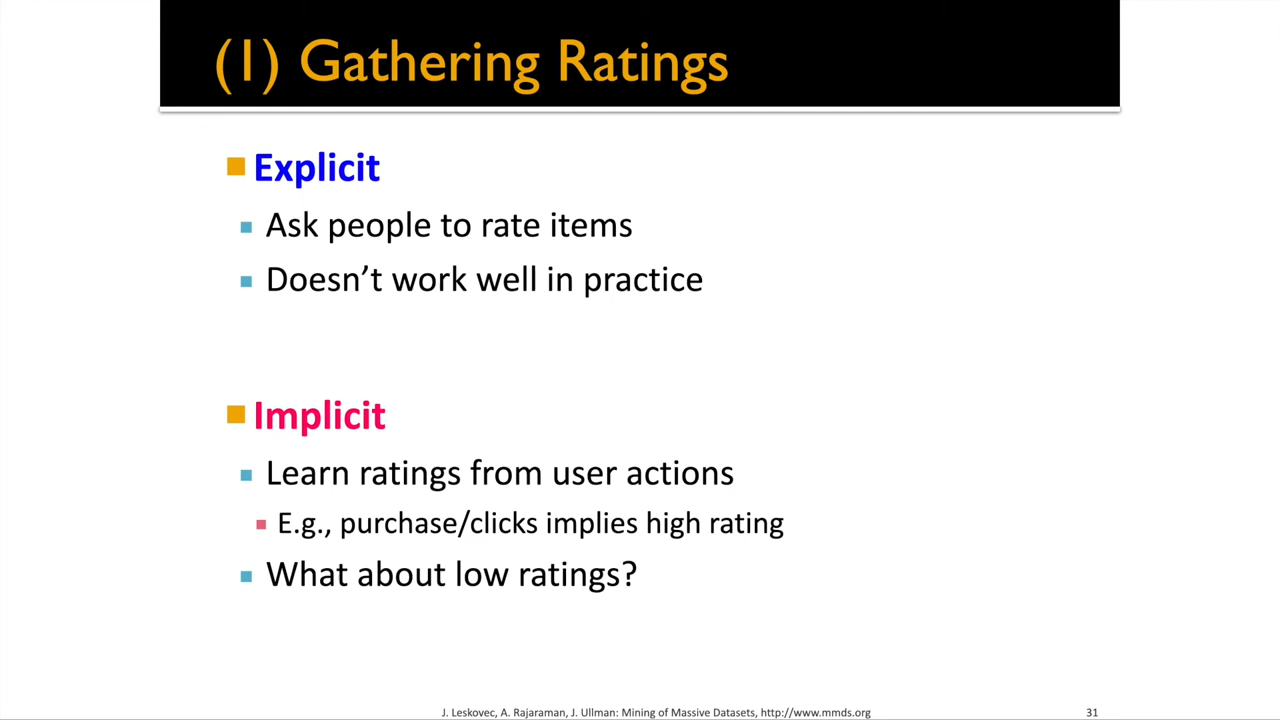 (1) Gathering Ratings
Explicit
Ask people to rate items
Doesn’t work well in practice
Implicit
Learn ratings from user actions
E.g., purchase/clicks implies high rating
What about low ratings?
J. Leskovec, A. Rajaraman, J. Ullman: Mining of Massive Datasets, http://www.mmds.org
31